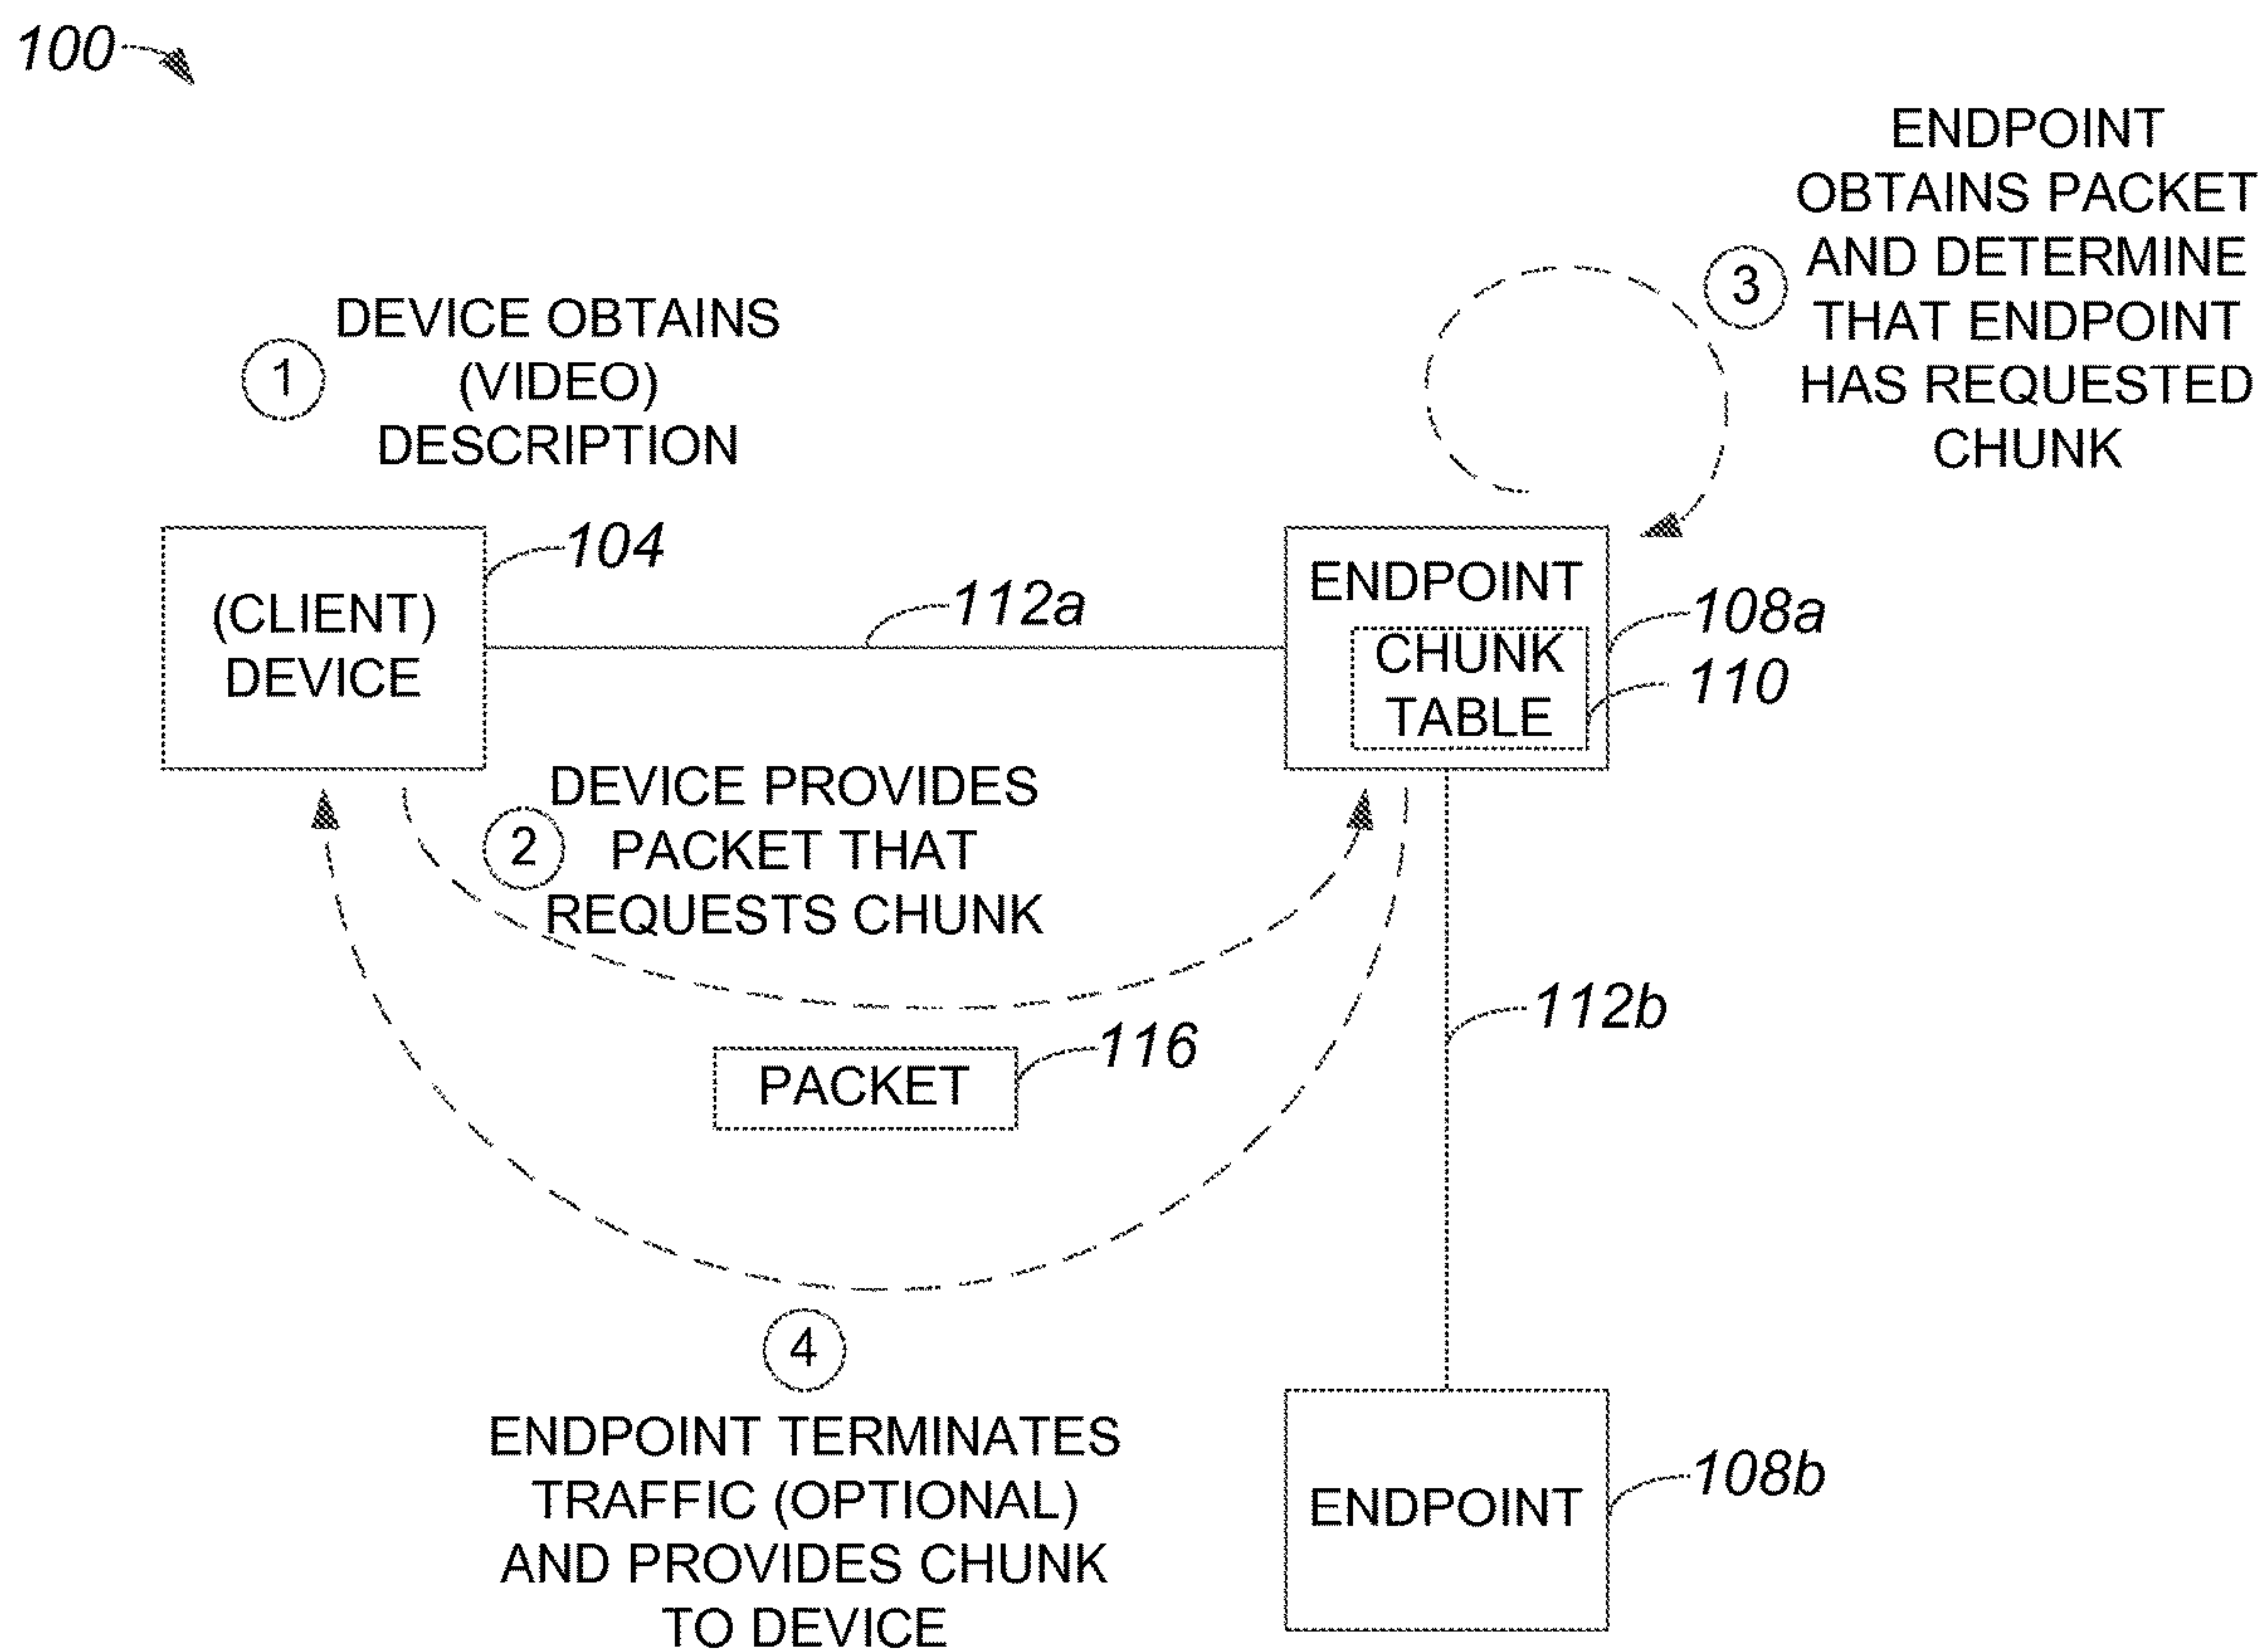 100
ENDPOINT
OBTAINS PACKET
AND DETERMINE
THAT ENDPOINT
HAS REQUESTED
CHUNK
3
DEVICE OBTAINS
(VIDEO)
DESCRIPTION
1
(CLIENT)
DEVICE
104
112a
ENDPOINT
CHUNK
TABLE
108a
110
DEVICE PROVIDES
PACKET THAT
REQUESTS CHUNK
2
PACKET
116
112b
4
ENDPOINT TERMINATES
TRAFFIC (OPTIONAL)
AND PROVIDES CHUNK
TO DEVICE
ENDPOINT
108b